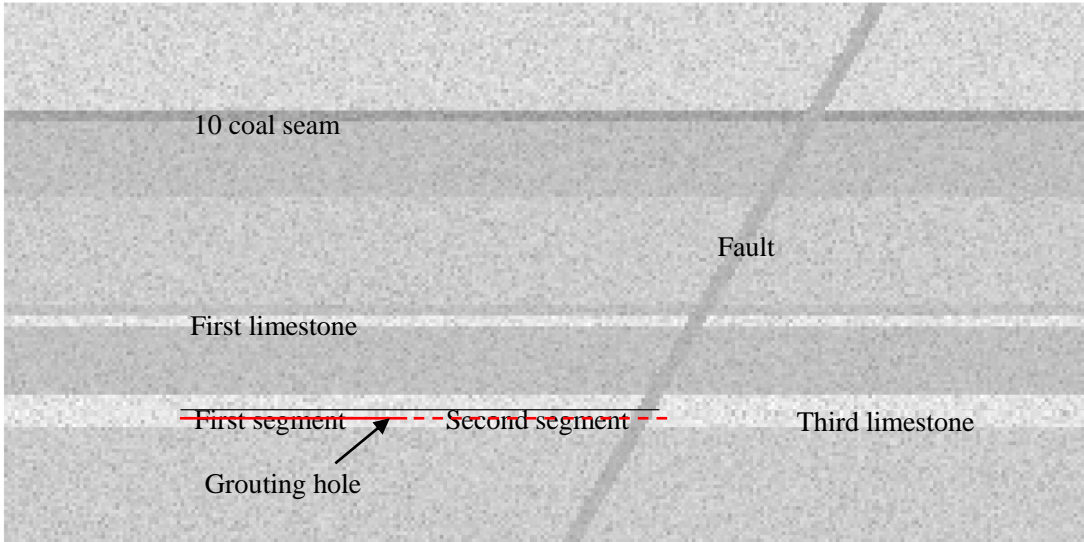 10 coal seam
Fault
First limestone
First segment
Second segment
Third limestone
Grouting hole